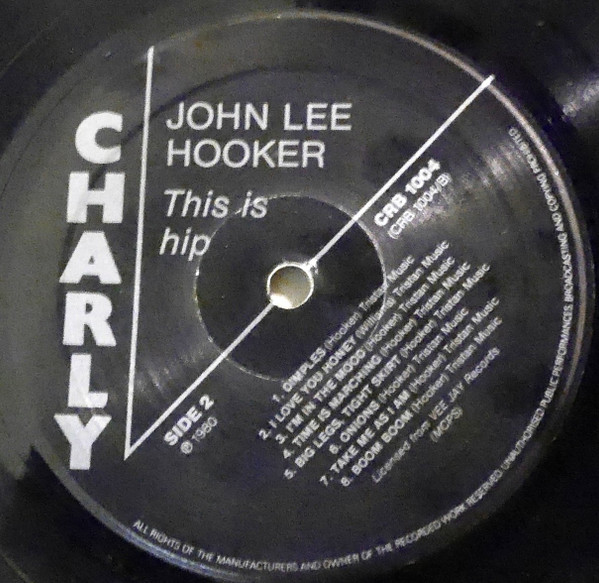 CHARLY
JOHN LEE
HOOKER
This is
hip
CRB 1004
(CRB 1004/B)
SIDE 2
℗ 1980
1. DIMPLES (Hooker) Tristan Music
2. I LOVE YOU HONEY (Williams) Tristan Music
3. I'M IN THE MOOD (Hooker) Tristan Music
4. TIME IS MARCHING (Hooker) Tristan Music
5. BIG LEGS, TIGHT SKIRT (Hooker) Tristan Music
6. ONIONS (Hooker) Tristan Music
7. TAKE ME AS I AM (Hooker) Tristan Music
8. BOOM BOOM (Hooker) Tristan Music
Licensed from VEE JAY Records
(MCPS)
ALL RIGHTS OF THE MANUFACTURERS AND OWNER OF THE RECORDED WORK RESERVED. UNAUTHORISED PUBLIC PERFORMANCES, BROADCASTING AND COPYING PROHIBITED